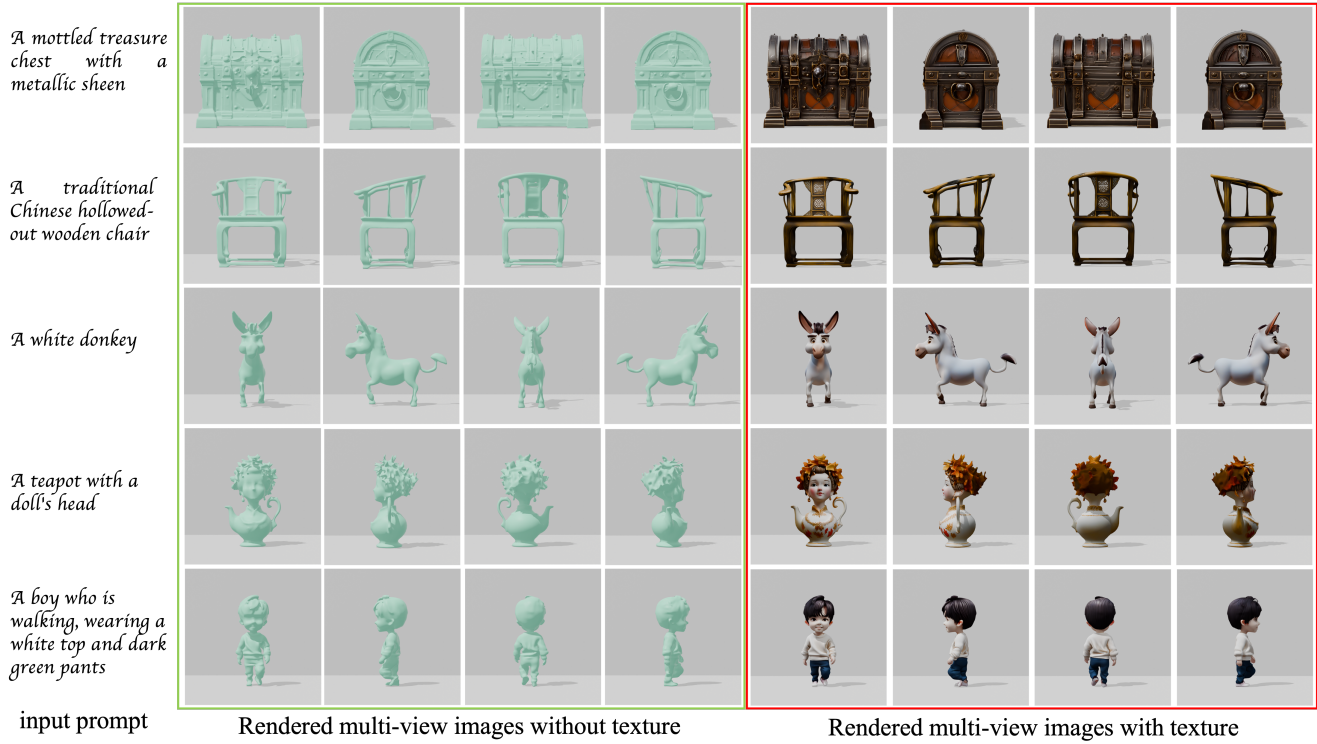 A mottled treasure
chest with a
metallic sheen
A traditional
Chinese hollowed-
out wooden chair
A white donkey
A teapot with a
doll's head
A boy who is
walking, wearing a
white top and dark
green pants
input prompt
Rendered multi-view images without texture
Rendered multi-view images with texture